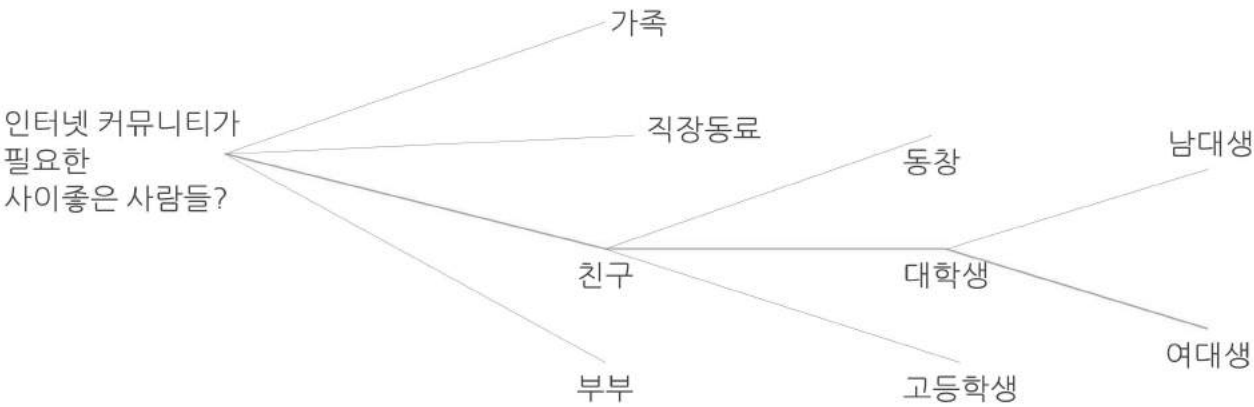 가족
인터넷 커뮤니티가
필요한
사이좋은 사람들?
직장동료
동창
남대생
친구
대학생
여대생
부부
고등학생